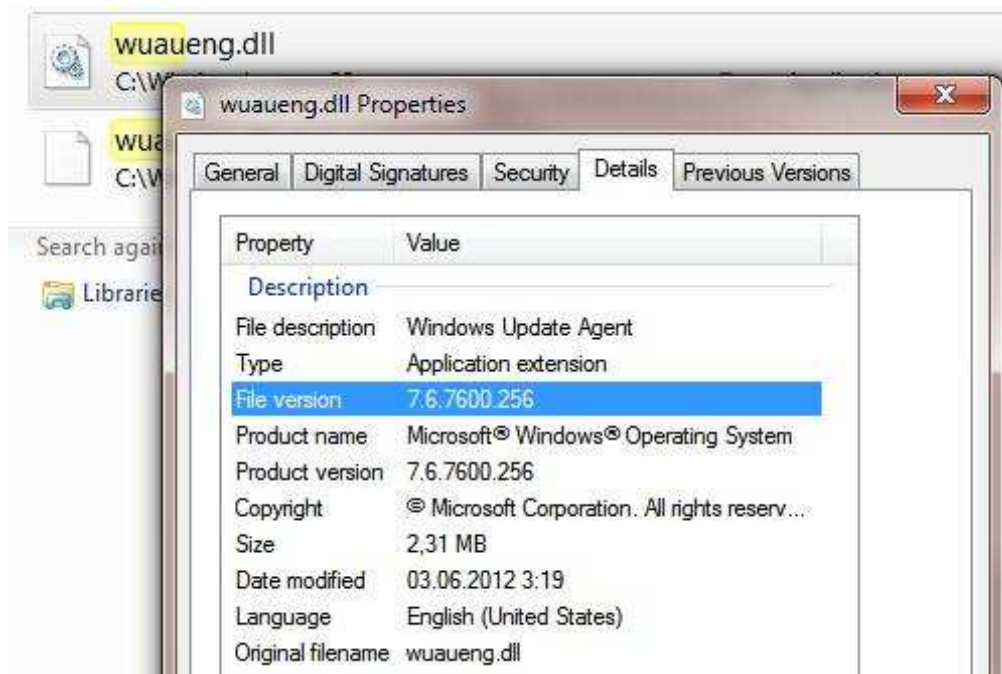 wuaueng.dll
C:\W
wuaueng.dll Properties
wua
C:\W
General Digital Signatures Security Details Previous Versions
Property Value
Search agai
Description
Librarie
File description Windows Update Agent
Type Application extension
File version 7.6.7600.256
Product name Microsoft® Windows® Operating System
Product version 7.6.7600.256
Copyright © Microsoft Corporation. All rights reserv...
Size 2,31 MB
Date modified 03.06.2012 3:19
Language English (United States)
Original filename wuaueng.dll